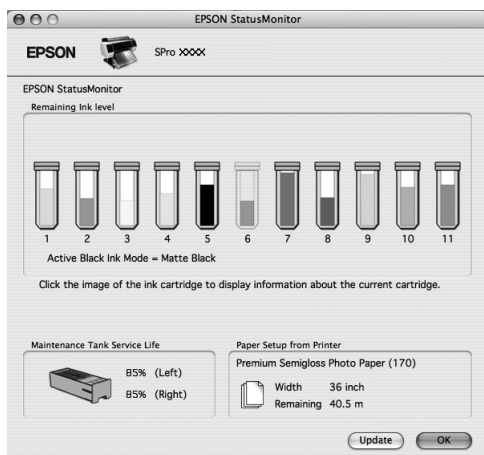 EPSON StatusMonitor
EPSON SPro XXXX
EPSON StatusMonitor
Remaining Ink level
1 2 3 4 5 6 7 8 9 10 11
Active Black Ink Mode = Matte Black
Click the image of the ink cartridge to display information about the current cartridge.
Maintenance Tank Service Life
85% (Left)
85% (Right)
Paper Setup from Printer
Premium Semigloss Photo Paper (170)
Width 36 inch
Remaining 40.5 m
Update OK